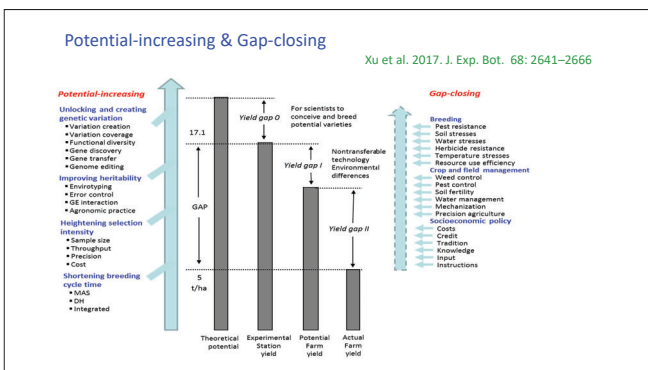 Potential-increasing & Gap-closing
Xu et al. 2017. J. Exp. Bot. 68: 2641–2666
Potential-increasing
Unlocking and creating
genetic variation
• Variation creation
• Variation coverage
• Functional diversity
• Gene discovery
• Gene transfer
• Genome editing
Improving heritability
• Envirotyping
• Error control
• GE interaction
• Agronomic practice
Heightening selection
intensity
• Sample size
• Throughput
• Precision
• Cost
Shortening breeding
cycle time
• MAS
• DH
• Integrated
17.1
GAP
5
t/ha
Yield gap 0
For scientists to
conceive and breed
potential varieties
Yield gap I
Nontransferable
technology
Environmental
differences
Yield gap II
Theoretical
potential
Experimental
Station
yield
Potential
Farm
yield
Actual
Farm
yield
Gap-closing
Breeding
Pest resistance
Soil stresses
Water stresses
Herbicide resistance
Temperature stresses
Resource use efficiency
Crop and field management
Weed control
Pest control
Soil fertility
Water management
Mechanization
Precision agriculture
Socioeconomic policy
Costs
Credit
Tradition
Knowledge
Input
Instructions